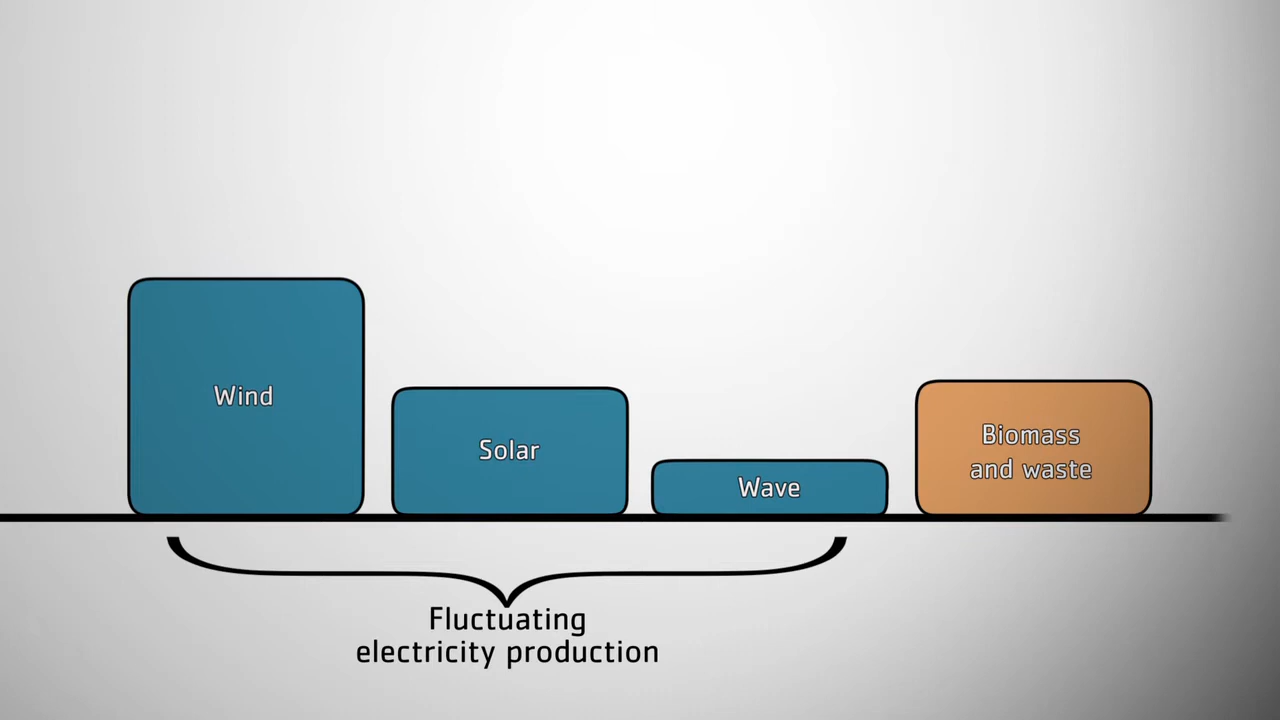 Wind
Solar
Wave
Biomass
and waste
Fluctuating
electricity production